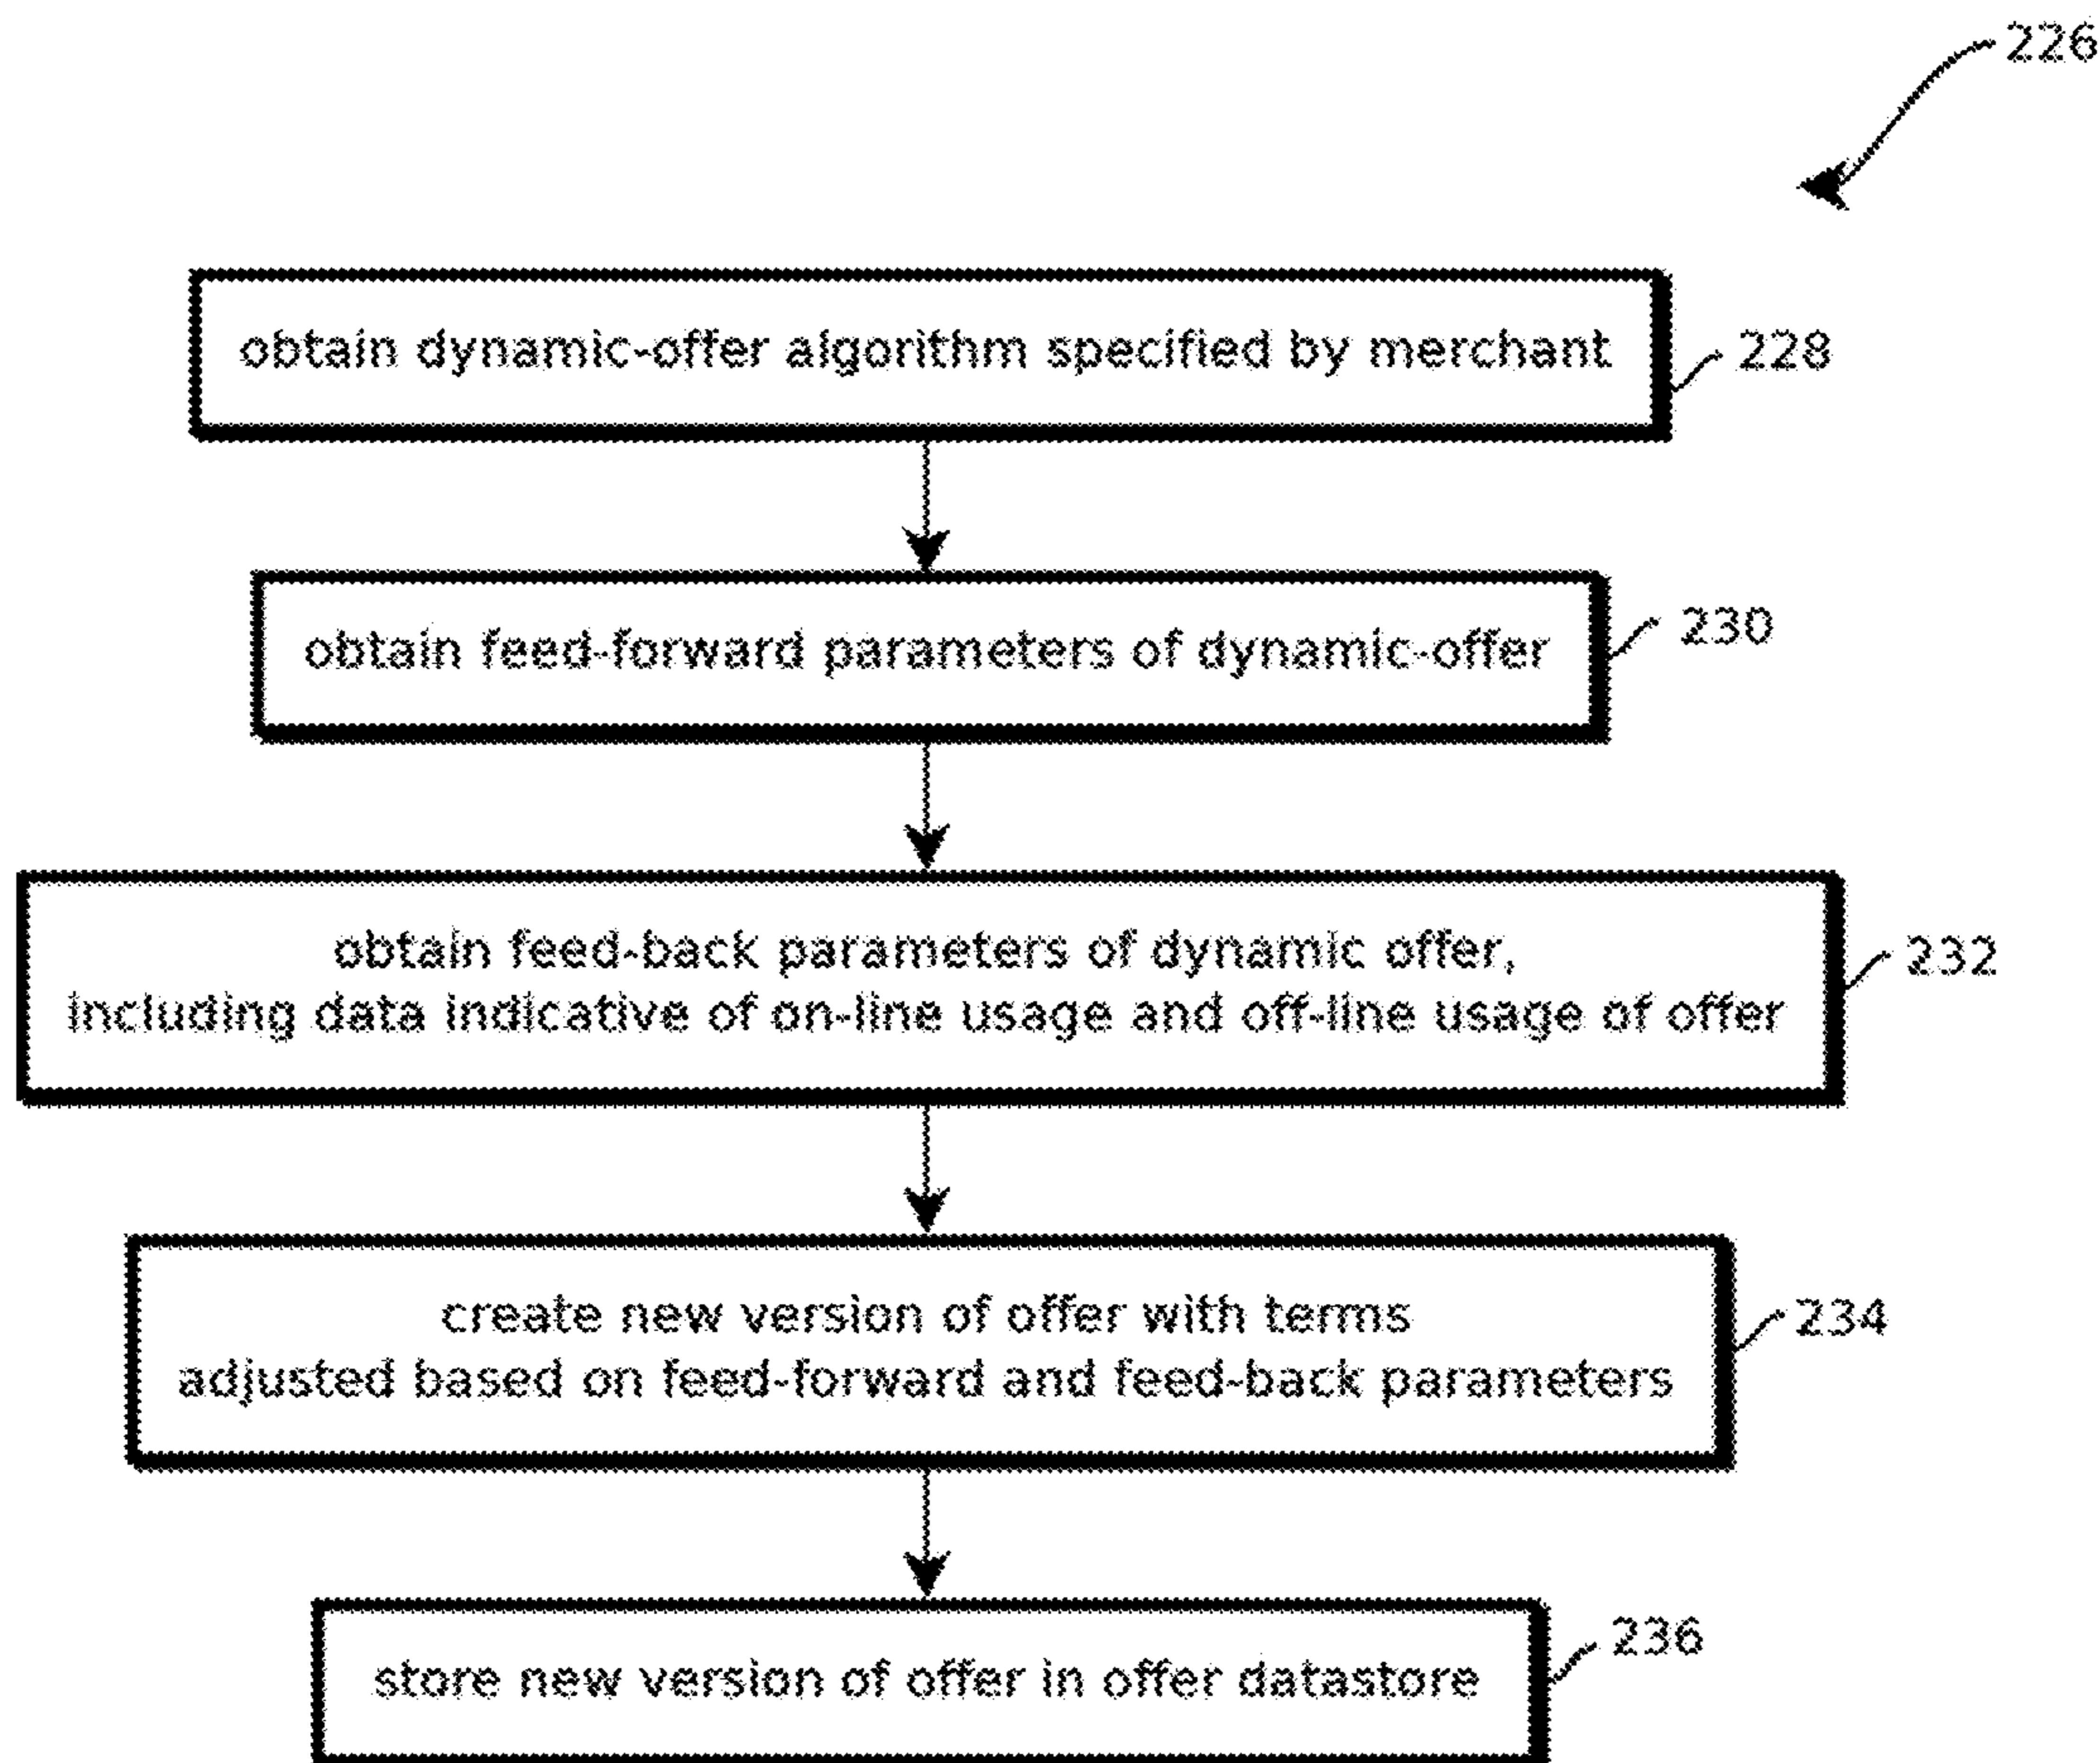 226
obtain dynamic-offer algorithm specified by merchant
228
obtain feed-forward parameters of dynamic-offer
230
obtain feed-back parameters of dynamic offer,
including data indicative of on-line usage and off-line usage of offer
232
create new version of offer with terms
adjusted based on feed-forward and feed-back parameters
234
store new version of offer in offer datastore
236